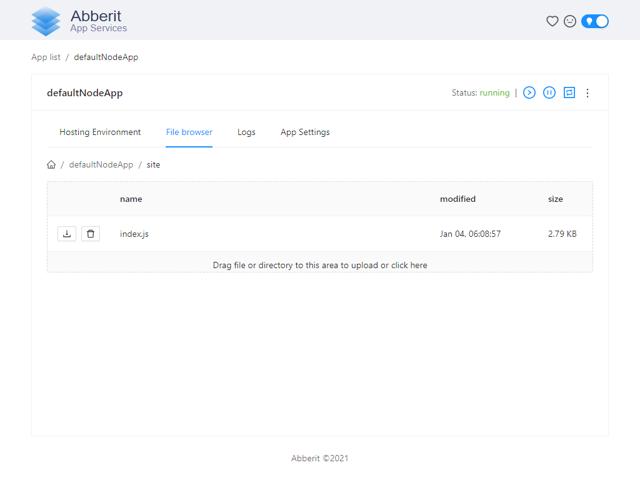 Abberit
App Services
App list / defaultNodeApp
defaultNodeApp
Status: running |
Hosting Environment File browser Logs App Settings
/ defaultNodeApp / site
name modified size
index.js Jan 04, 06:08:57 2.79 KB
Drag file or directory to this area to upload or click here
Abberit ©2021